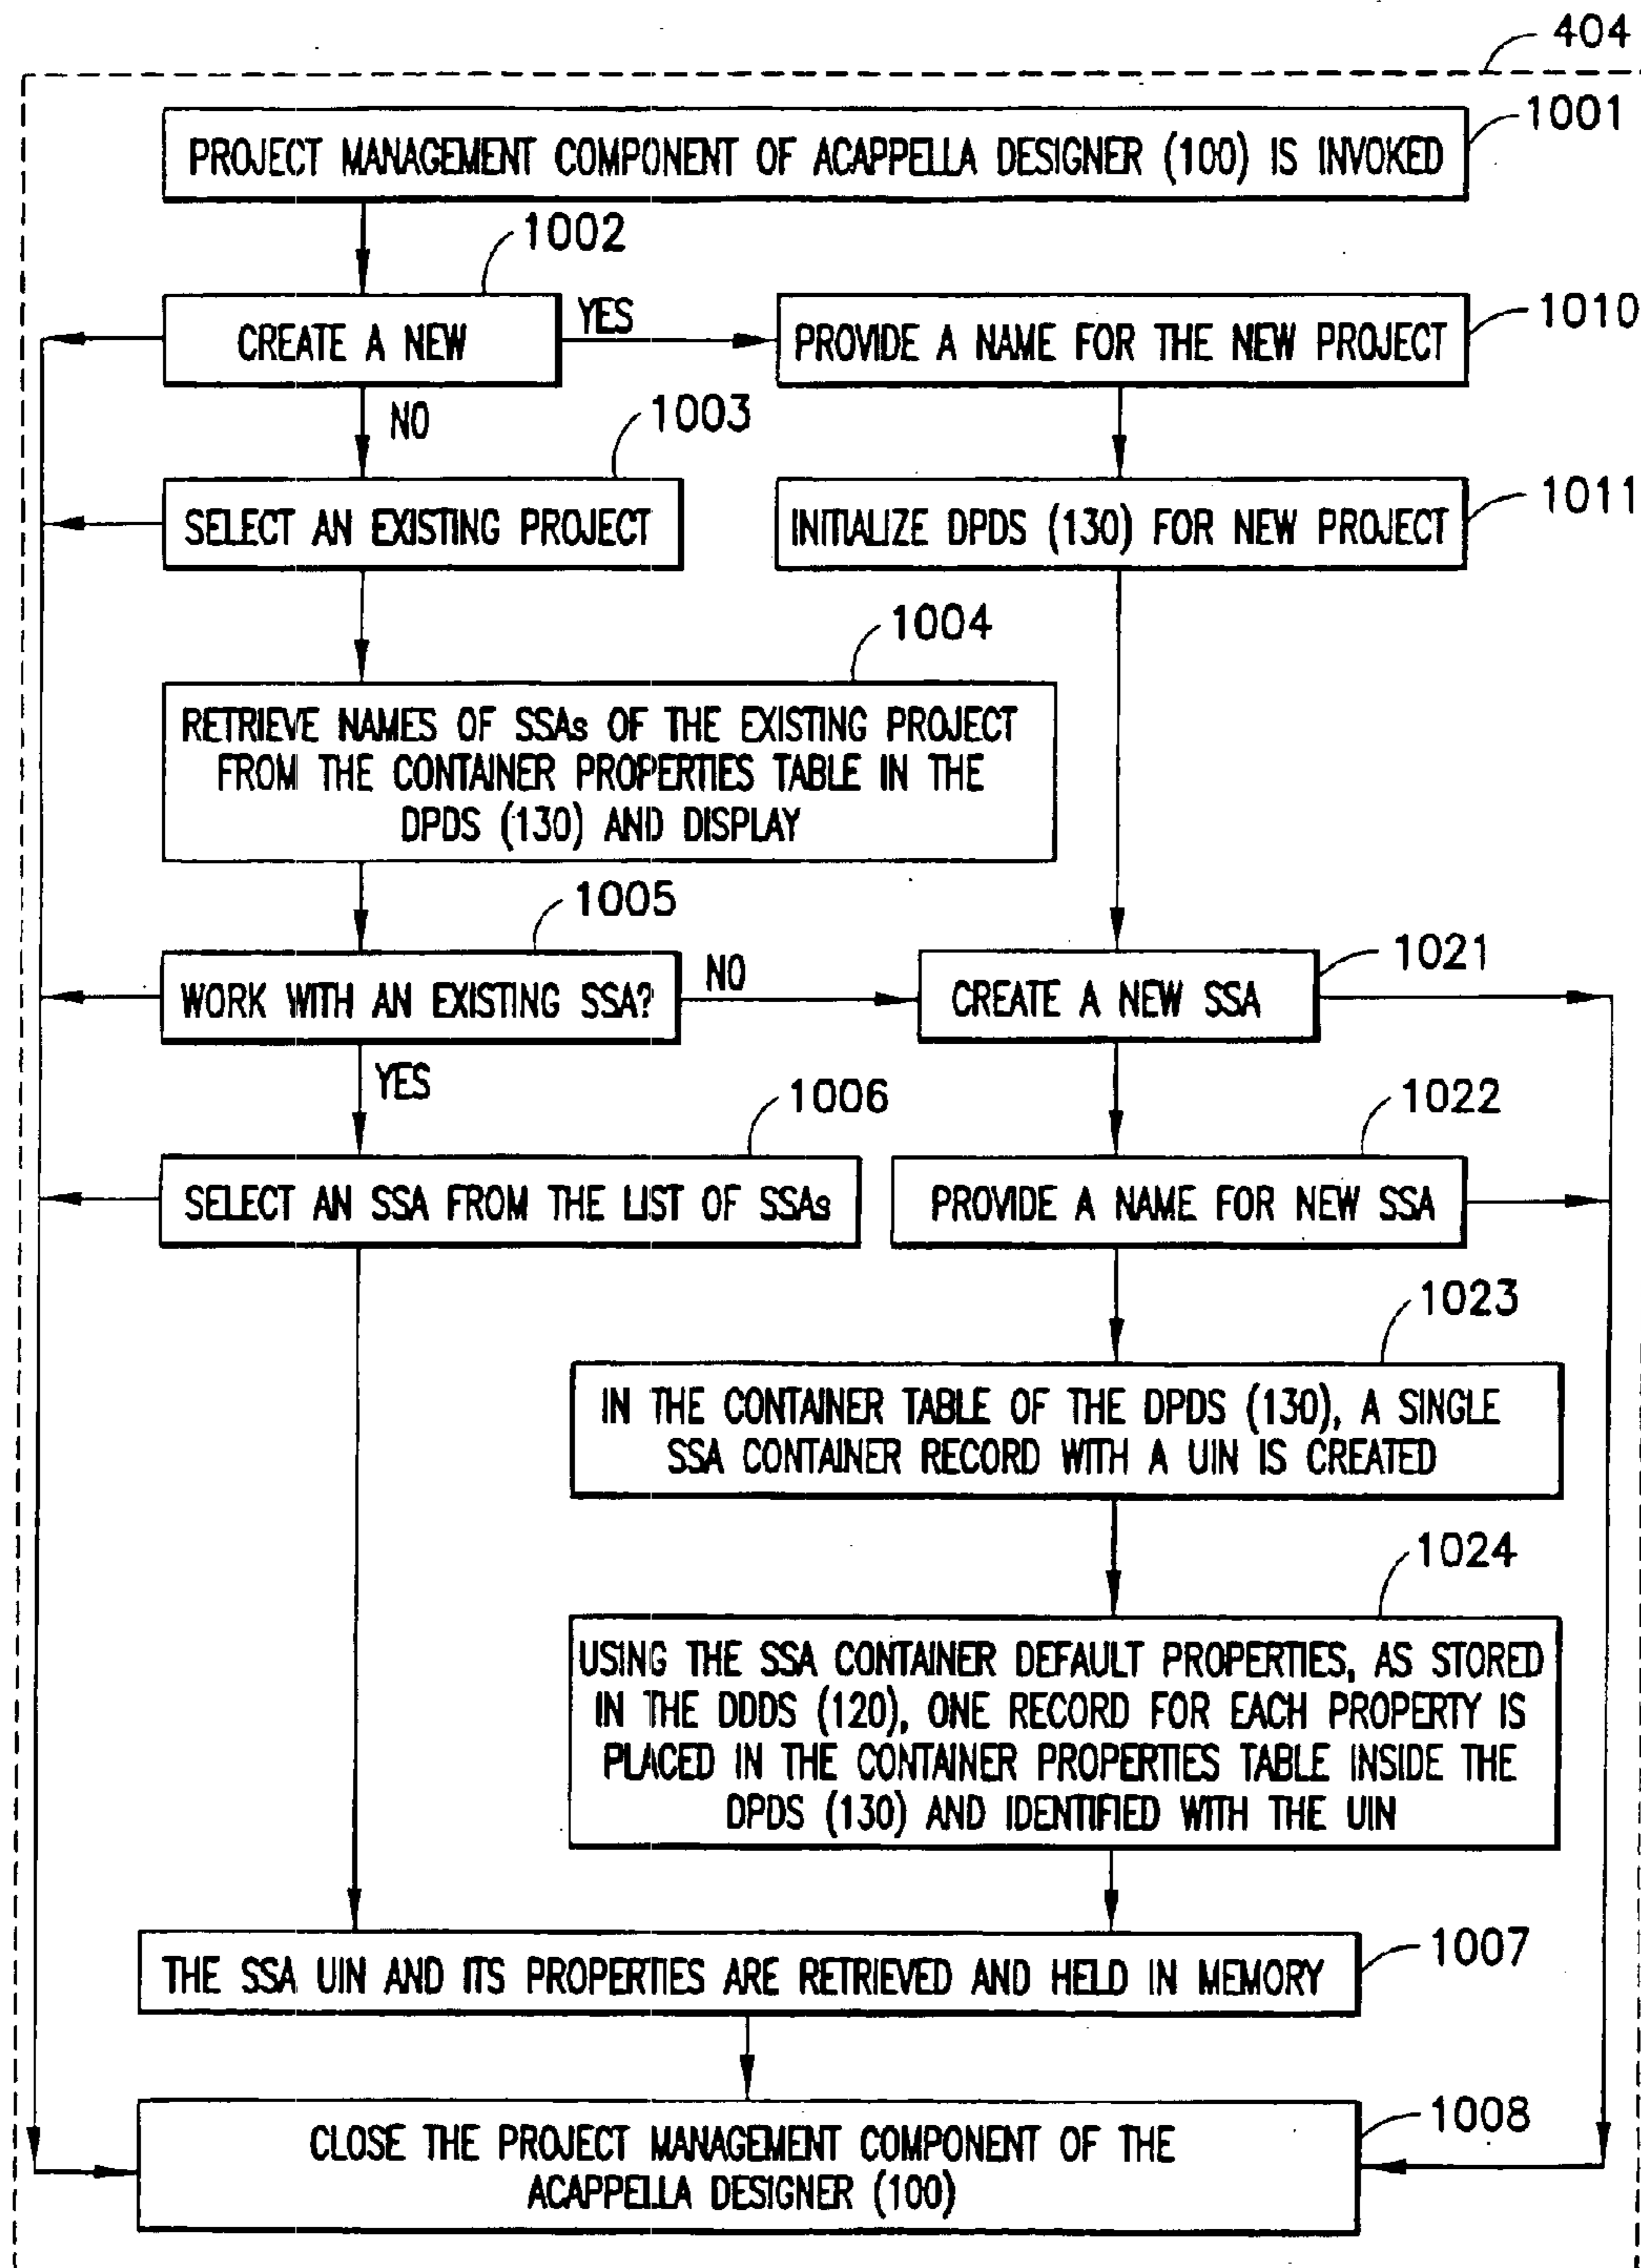 404
PROJECT MANAGEMENT COMPONENT OF ACAPPELLA DESIGNER (100) IS INVOKED
1001
1002
CREATE A NEW
YES
PROVIDE A NAME FOR THE NEW PROJECT
1010
NO
1003
SELECT AN EXISTING PROJECT
INITIALIZE DPDS (130) FOR NEW PROJECT
1011
1004
RETRIEVE NAMES OF SSAs OF THE EXISTING PROJECT
FROM THE CONTAINER PROPERTIES TABLE IN THE
DPDS (130) AND DISPLAY
1005
WORK WITH AN EXISTING SSA?
NO
CREATE A NEW SSA
1021
YES
1006
1022
SELECT AN SSA FROM THE LIST OF SSAs
PROVIDE A NAME FOR NEW SSA
1023
IN THE CONTAINER TABLE OF THE DPDS (130), A SINGLE
SSA CONTAINER RECORD WITH A UIN IS CREATED
1024
USING THE SSA CONTAINER DEFAULT PROPERTIES, AS STORED
IN THE DDDS (120), ONE RECORD FOR EACH PROPERTY IS
PLACED IN THE CONTAINER PROPERTIES TABLE INSIDE THE
DPDS (130) AND IDENTIFIED WITH THE UIN
THE SSA UIN AND ITS PROPERTIES ARE RETRIEVED AND HELD IN MEMORY
1007
CLOSE THE PROJECT MANAGEMENT COMPONENT OF THE
ACAPPELLA DESIGNER (100)
1008